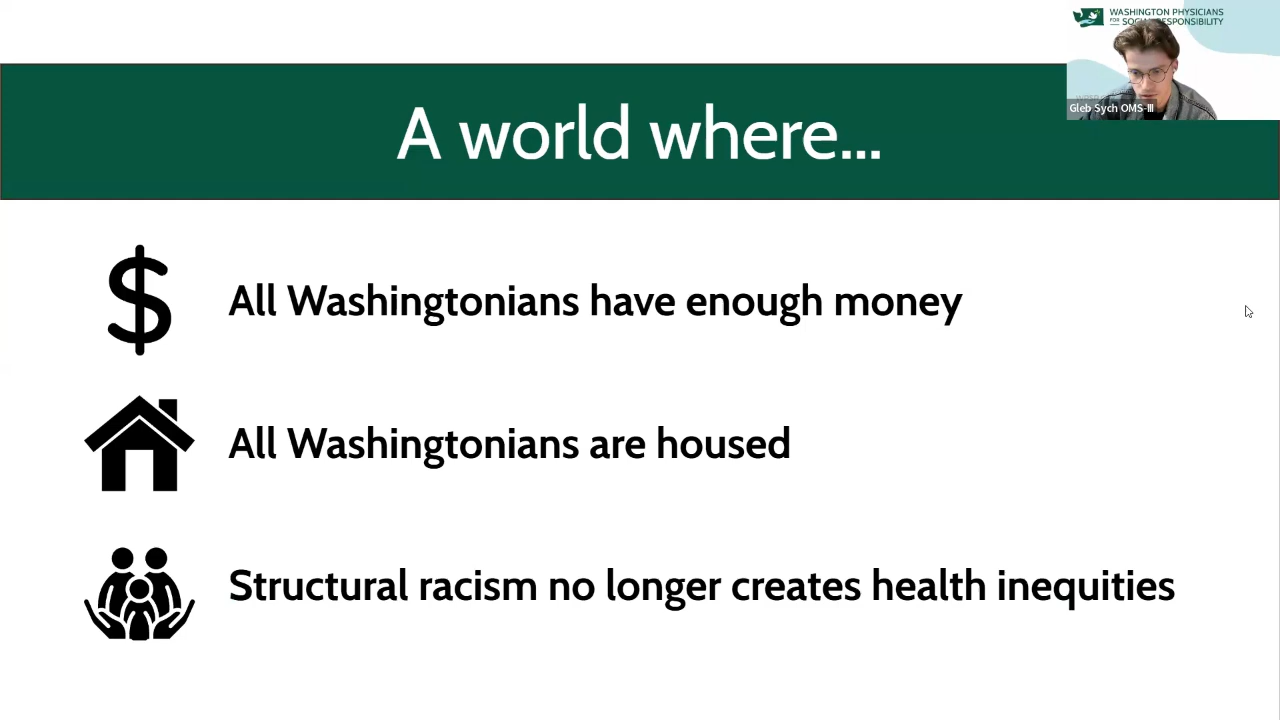 WASHINGTON PHYSICIANS
FOR SOCIAL RESPONSIBILITY
Gleb Sych OMS-III
A world where...
$
All Washingtonians have enough money
All Washingtonians are housed
Structural racism no longer creates health inequities